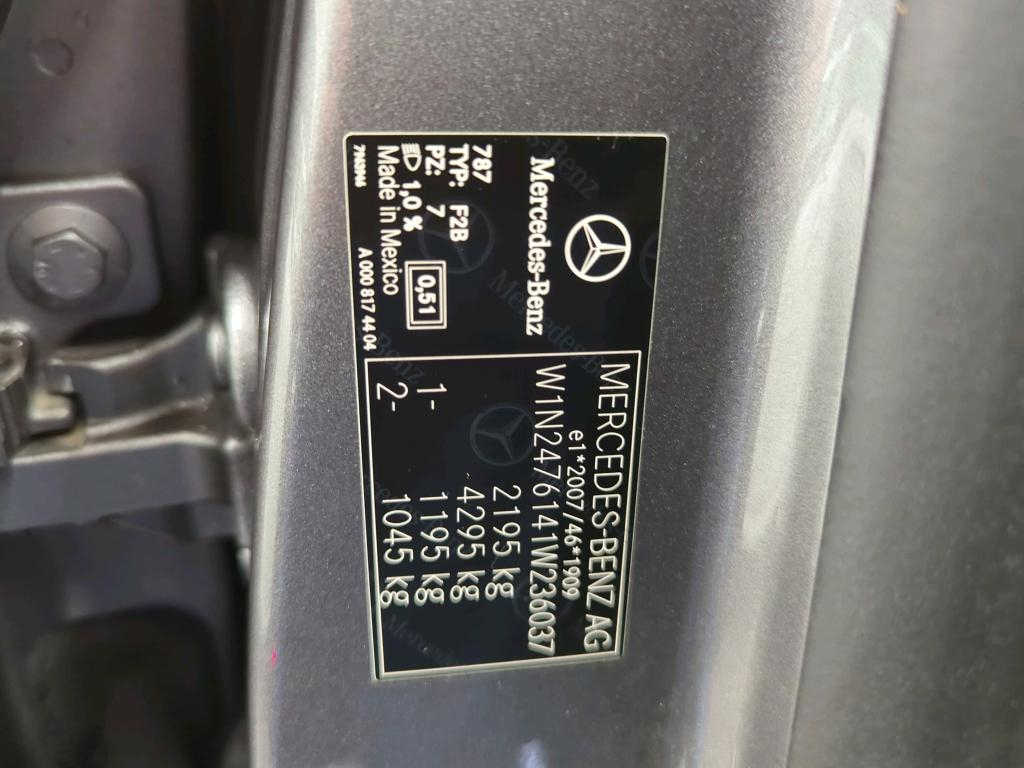 Mercedes-Benz
787
TYP: F2B
PZ: 7
1,0 % 0,51
Made in Mexico
A 000 817 44 04
MERCEDES-BENZ AG
e1*2007/46*1909
W1N2476141W236037
2195 kg
4295 kg
1- 1195 kg
2- 1045 kg